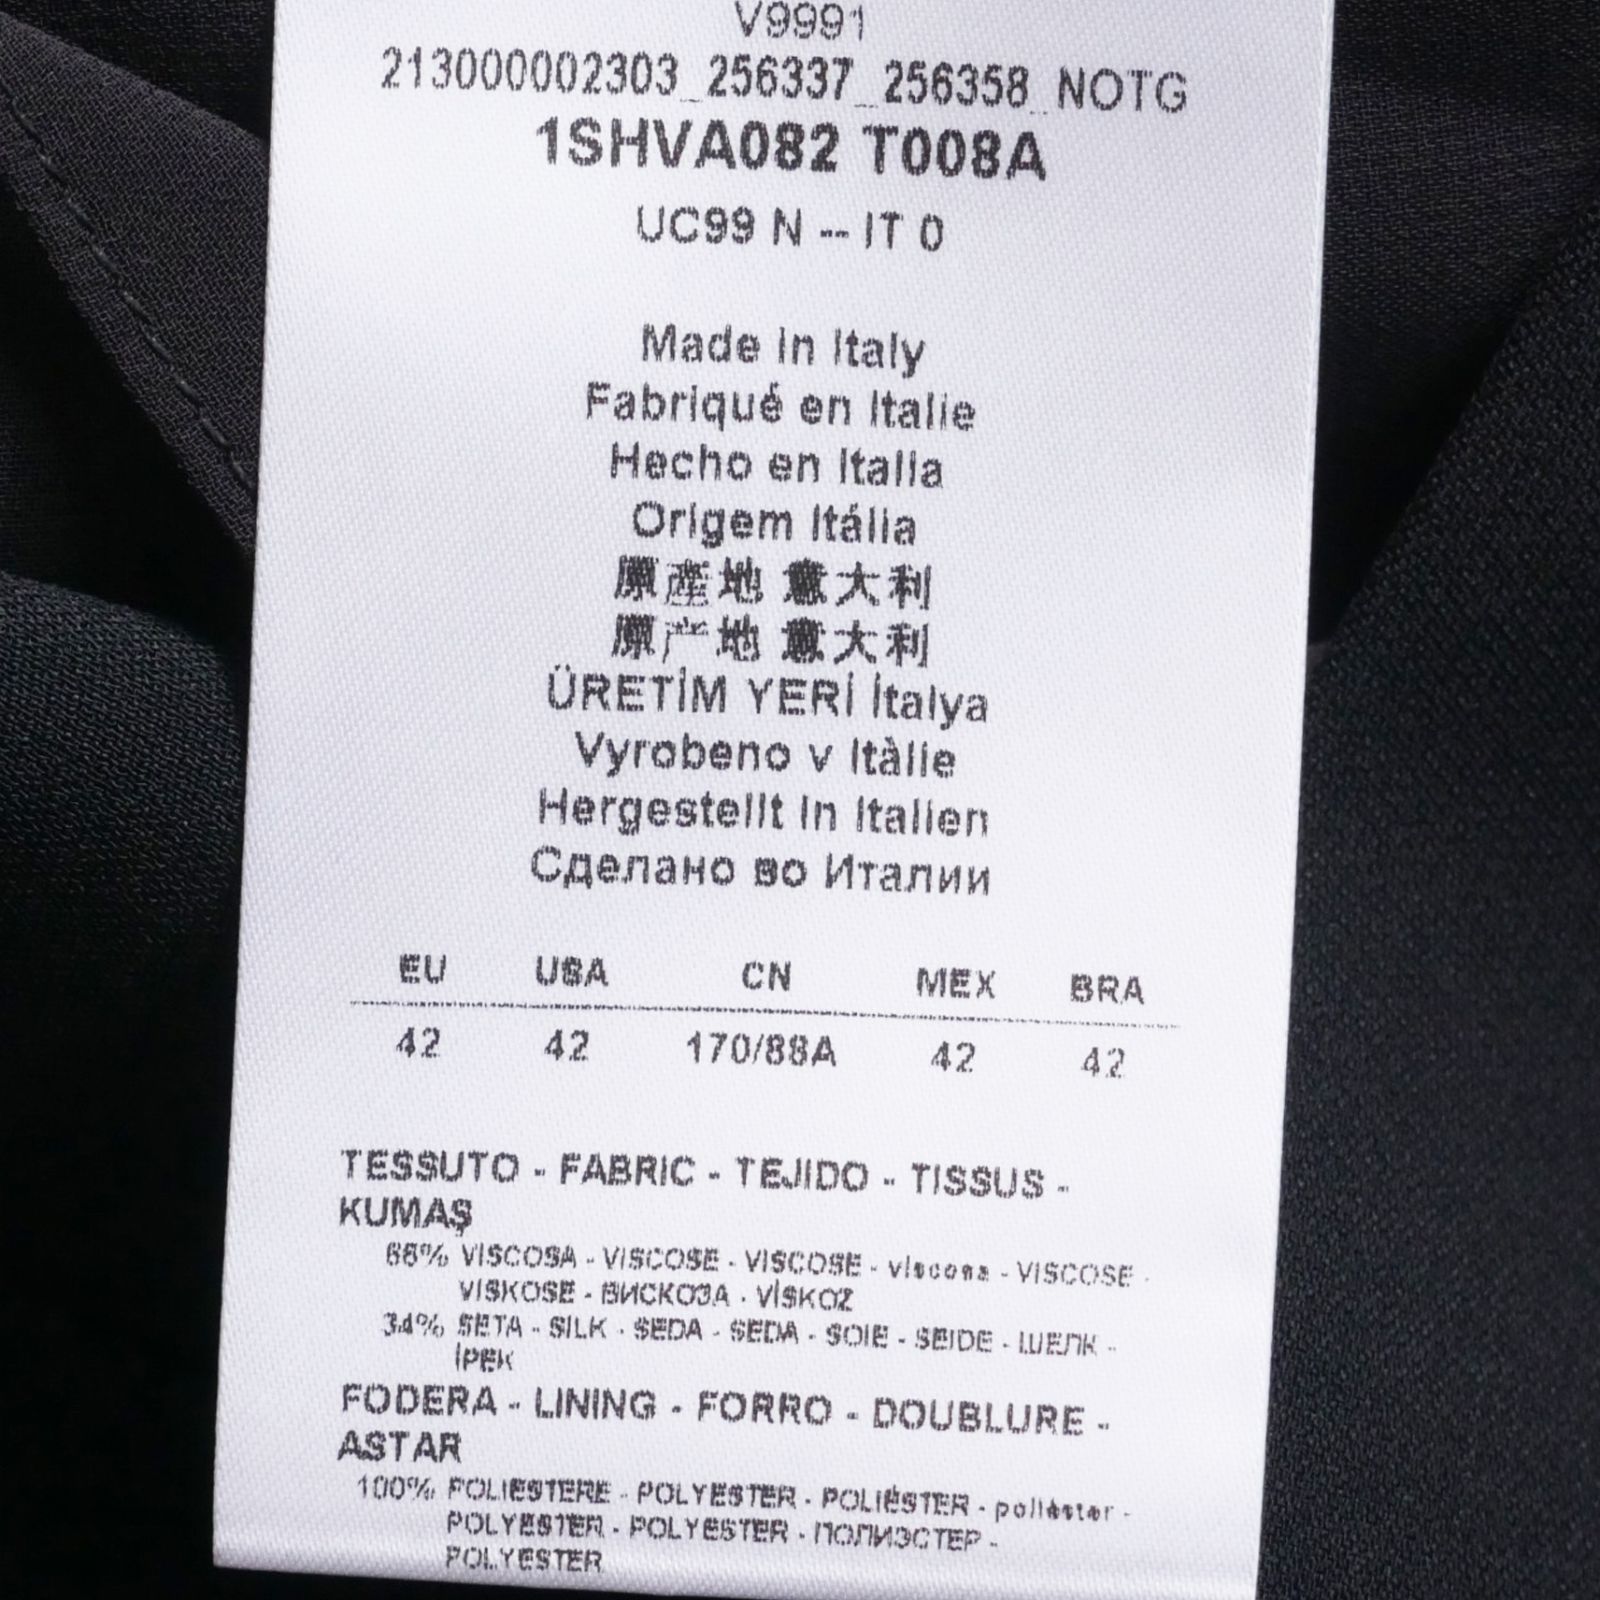 V9991
213000002303_256337_256358_NOTG
1SHVA082 T008A
UC99 N -- IT 0
Made in Italy
Fabriqué en Italie
Hecho en Italia
Origem Itália
原産地 意大利
原产地 意大利
ÜRETİM YERİ İtalya
Vyrobeno v Itàlie
Hergestellt in Italien
Сделано во Италии
EU USA CN MEX BRA
42 42 170/88A 42 42
TESSUTO - FABRIC - TEJIDO - TISSUS -
KUMAŞ
66% VISCOSA - VISCOSE - VISCOSE - viscosa - VISCOSE -
VISKOSE - ВИСКОЗА - VİSKOZ
34% SETA - SILK - SEDA - SEDA - SOIE - SEIDE - ШЕЛК -
İPEK
FODERA - LINING - FORRO - DOUBLURE -
ASTAR
100% POLIESTERE - POLYESTER - POLIÉSTER - poliéster -
POLYESTER - POLYESTER - ПОЛИЭСТЕР -
POLYESTER